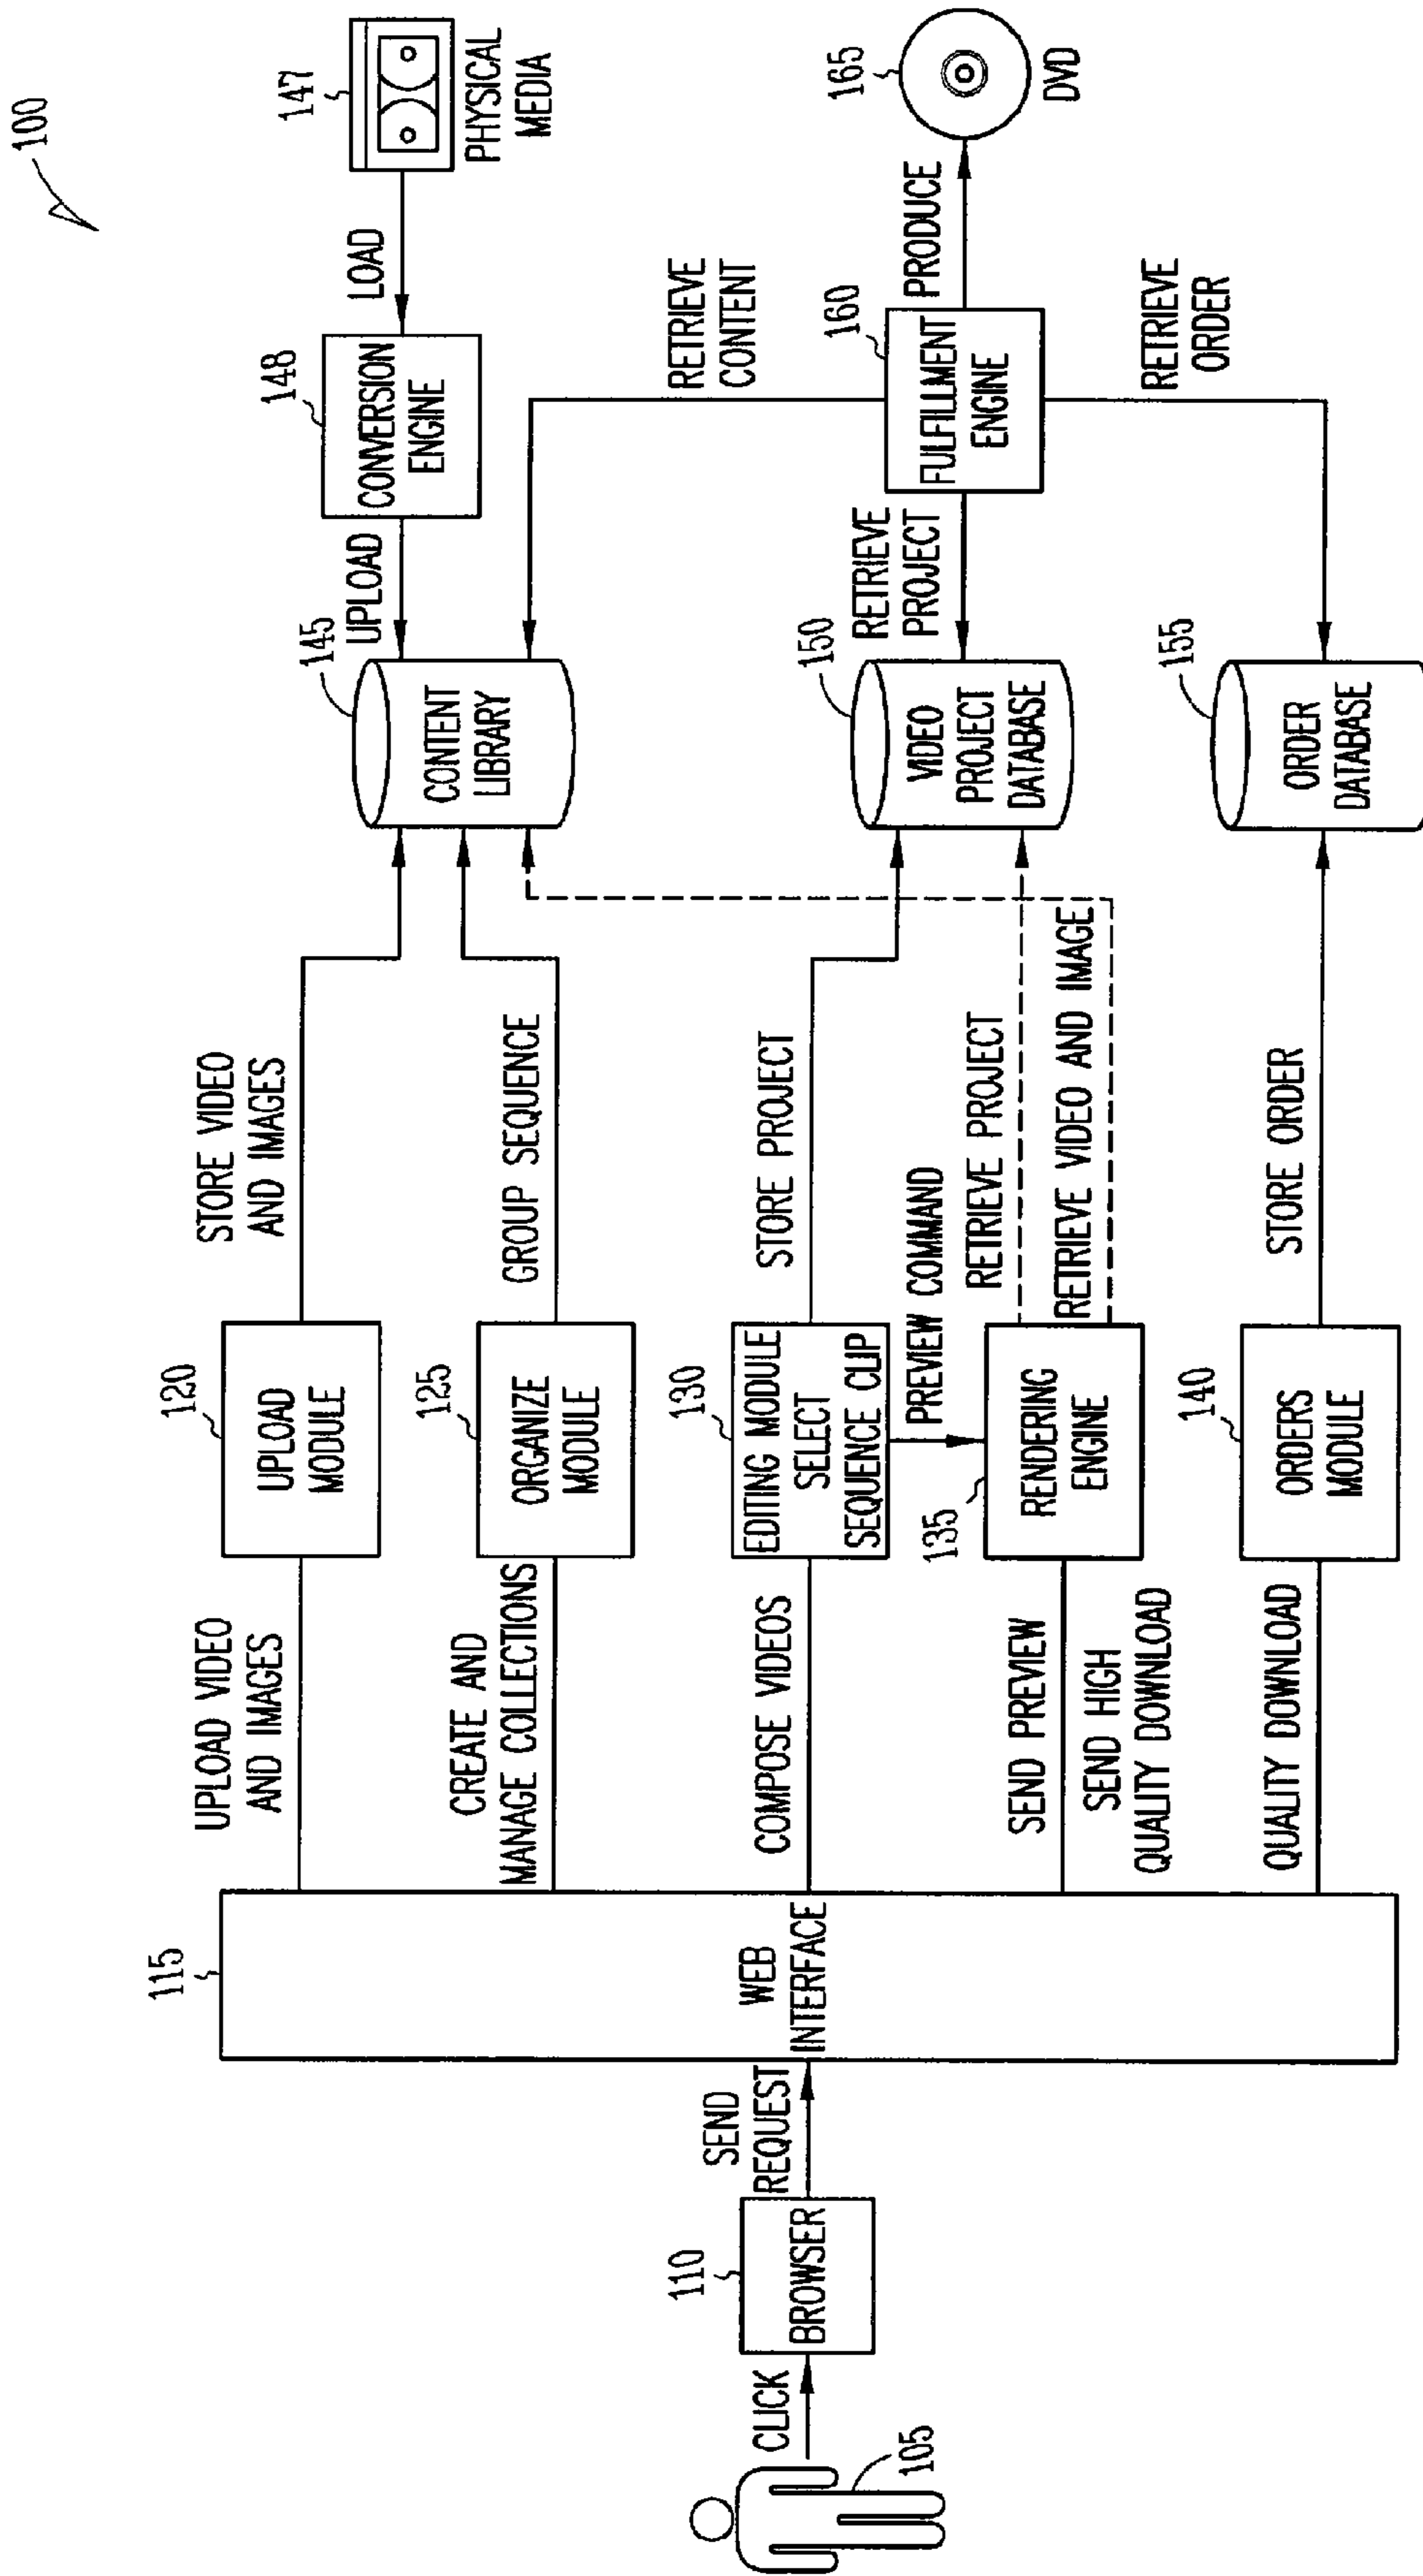 100
105
CLICK
110
BROWSER
SEND
REQUEST
115
WEB
INTERFACE
UPLOAD VIDEO
AND IMAGES
120
UPLOAD
MODULE
STORE VIDEO
AND IMAGES
CREATE AND
MANAGE COLLECTIONS
125
ORGANIZE
MODULE
GROUP SEQUENCE
COMPOSE VIDEOS
130
EDITING MODULE
SELECT
SEQUENCE CLIP
STORE PROJECT
PREVIEW COMMAND
SEND PREVIEW
SEND HIGH
QUALITY DOWNLOAD
135
RENDERING
ENGINE
RETRIEVE PROJECT
RETRIEVE VIDEO AND IMAGE
QUALITY DOWNLOAD
140
ORDERS
MODULE
STORE ORDER
145
CONTENT
LIBRARY
UPLOAD
148
CONVERSION
ENGINE
LOAD
147
PHYSICAL
MEDIA
150
VIDEO
PROJECT
DATABASE
RETRIEVE
PROJECT
RETRIEVE
CONTENT
160
FULFILLMENT
ENGINE
PRODUCE
165
DVD
155
ORDER
DATABASE
RETRIEVE
ORDER